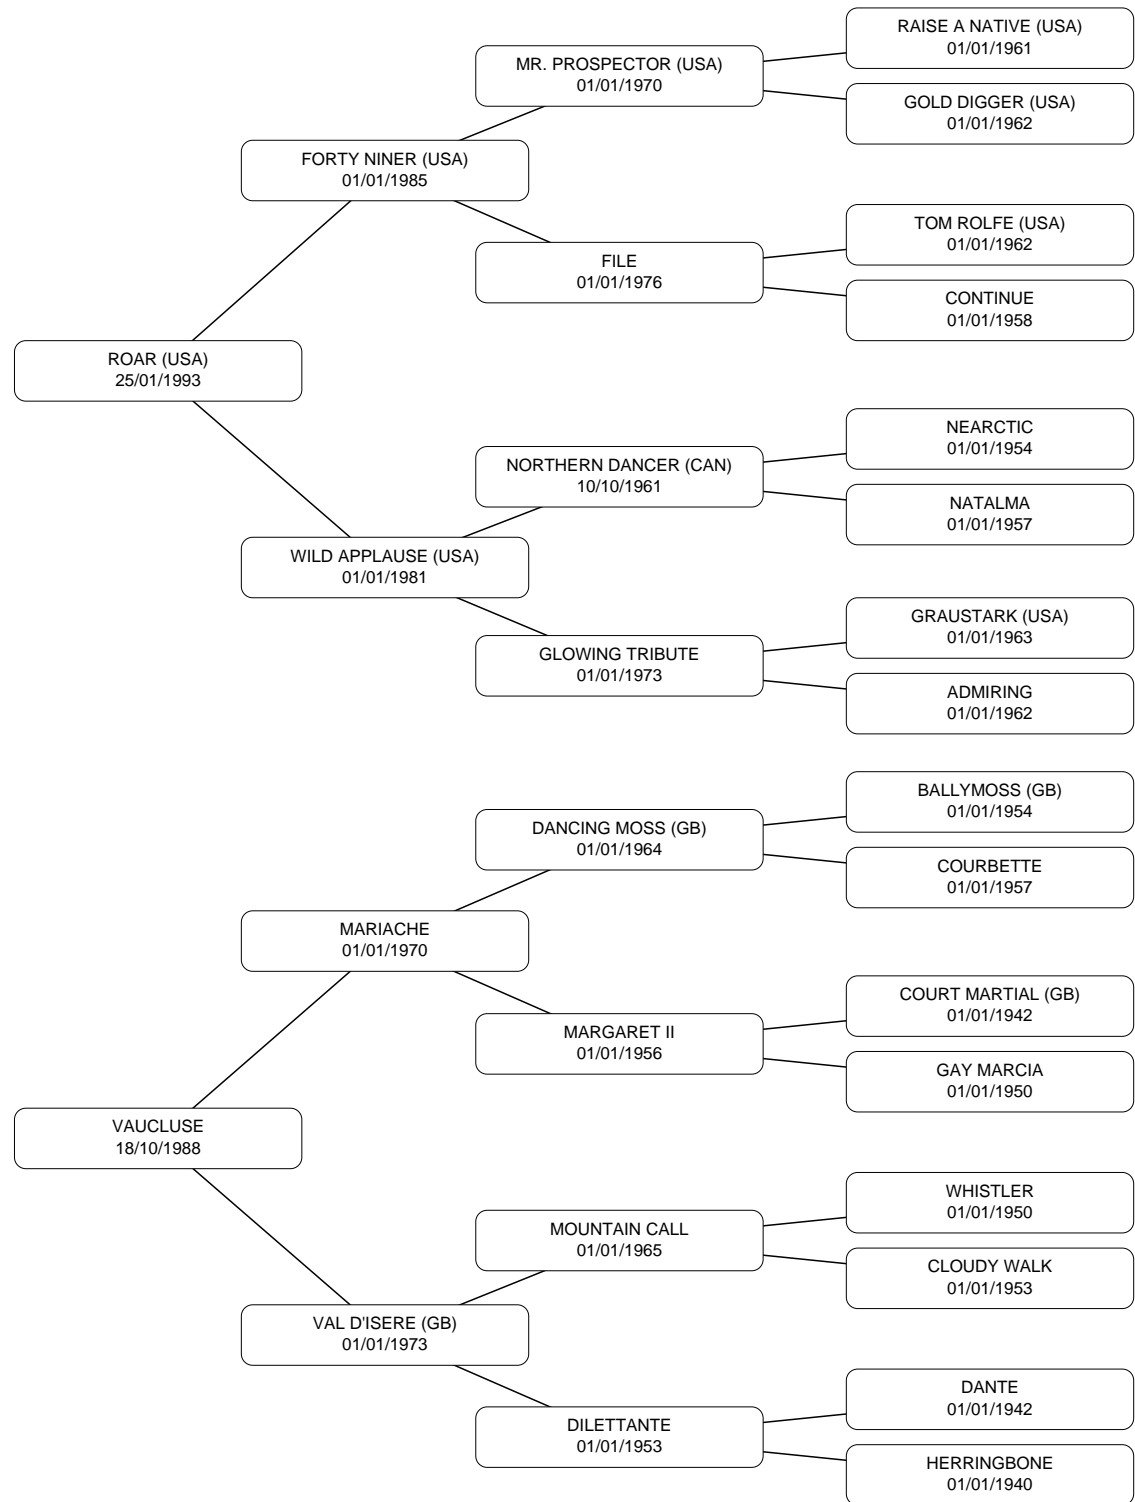 RAISE A NATIVE (USA)
01/01/1961
MR. PROSPECTOR (USA)
01/01/1970
GOLD DIGGER (USA)
01/01/1962
FORTY NINER (USA)
01/01/1985
TOM ROLFE (USA)
01/01/1962
FILE
01/01/1976
CONTINUE
01/01/1958
ROAR (USA)
25/01/1993
NEARCTIC
01/01/1954
NORTHERN DANCER (CAN)
10/10/1961
NATALMA
01/01/1957
WILD APPLAUSE (USA)
01/01/1981
GRAUSTARK (USA)
01/01/1963
GLOWING TRIBUTE
01/01/1973
ADMIRING
01/01/1962
BALLYMOSS (GB)
01/01/1954
DANCING MOSS (GB)
01/01/1964
COURBETTE
01/01/1957
MARIACHE
01/01/1970
COURT MARTIAL (GB)
01/01/1942
MARGARET II
01/01/1956
GAY MARCIA
01/01/1950
VAUCLUSE
18/10/1988
WHISTLER
01/01/1950
MOUNTAIN CALL
01/01/1965
CLOUDY WALK
01/01/1953
VAL D'ISERE (GB)
01/01/1973
DANTE
01/01/1942
DILETTANTE
01/01/1953
HERRINGBONE
01/01/1940